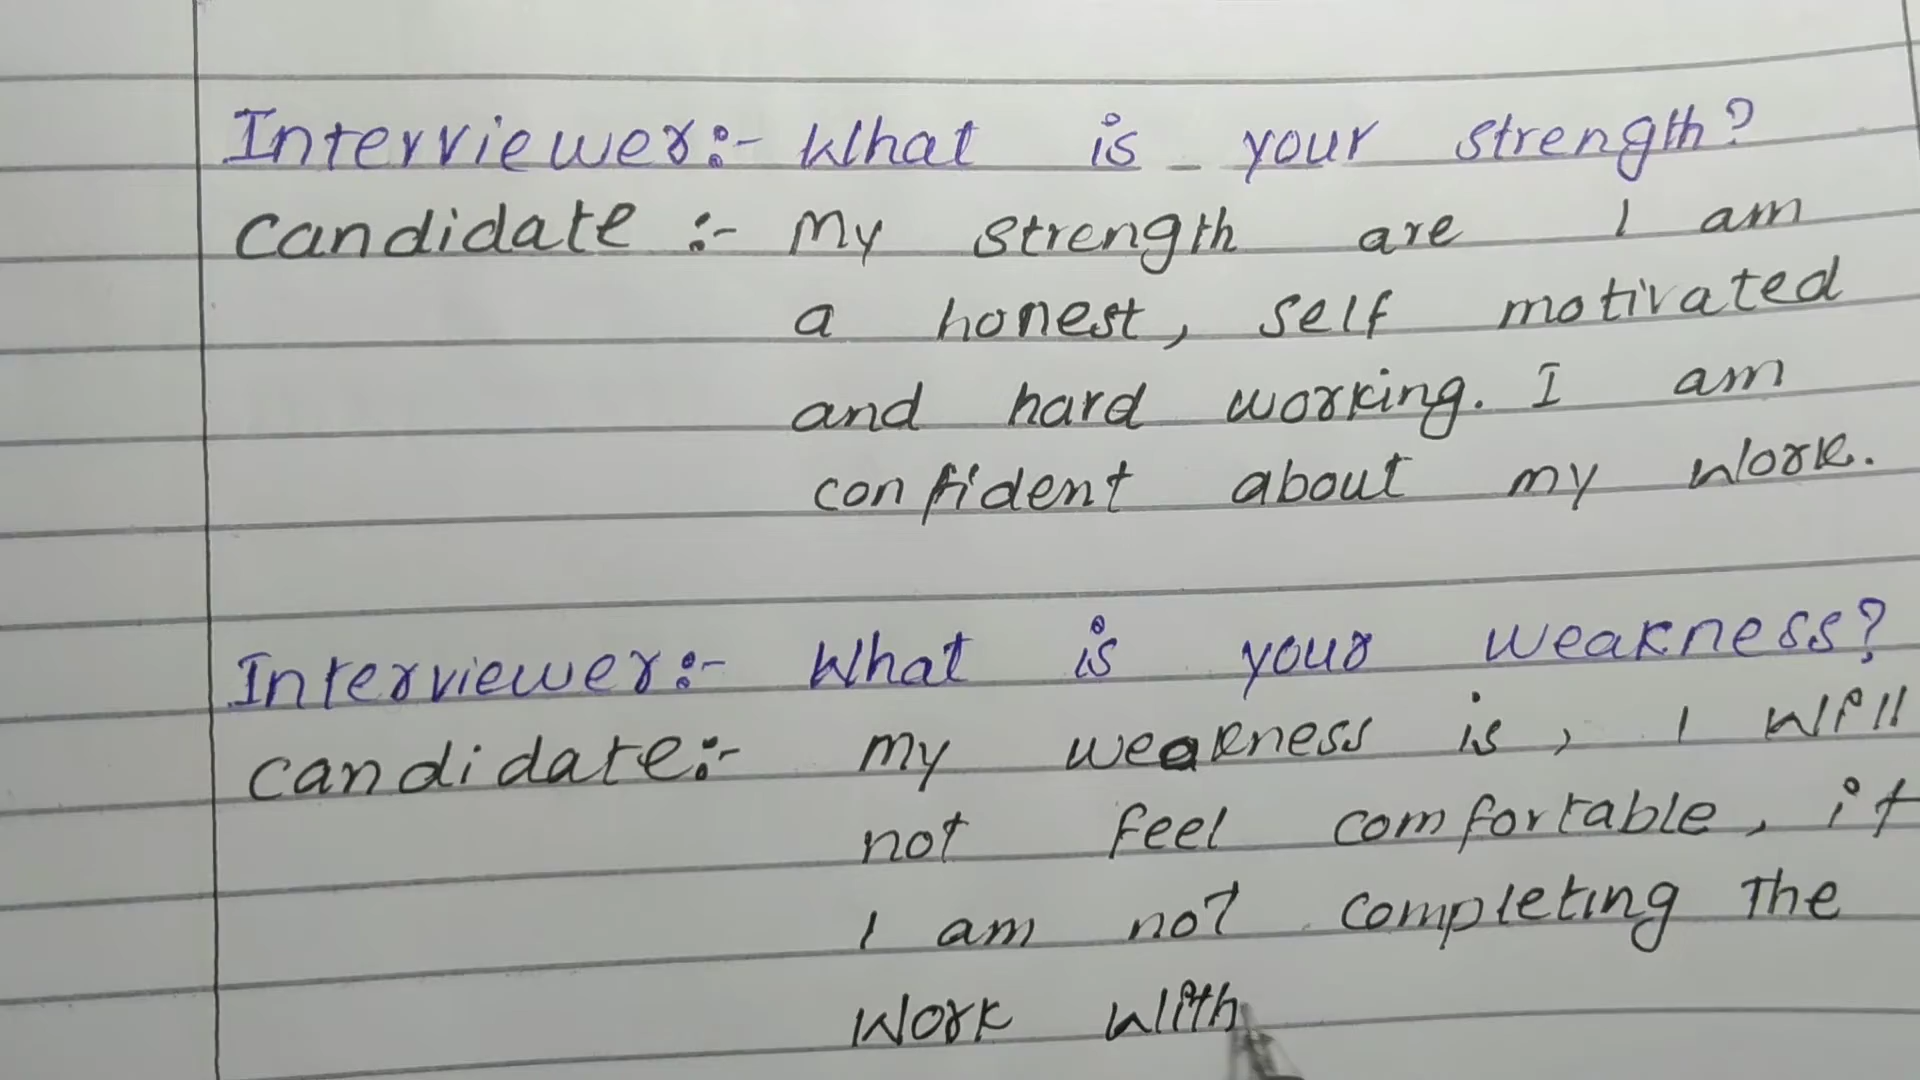 Interviewer:- What is your strength?
Candidate :- My strength are I am
a honest, self motivated
and hard working. I am
confident about my work.
Interviewer:- What is your weakness?
Candidate:- My weakness is, I will
not feel comfortable, if
I am not completing the
work with